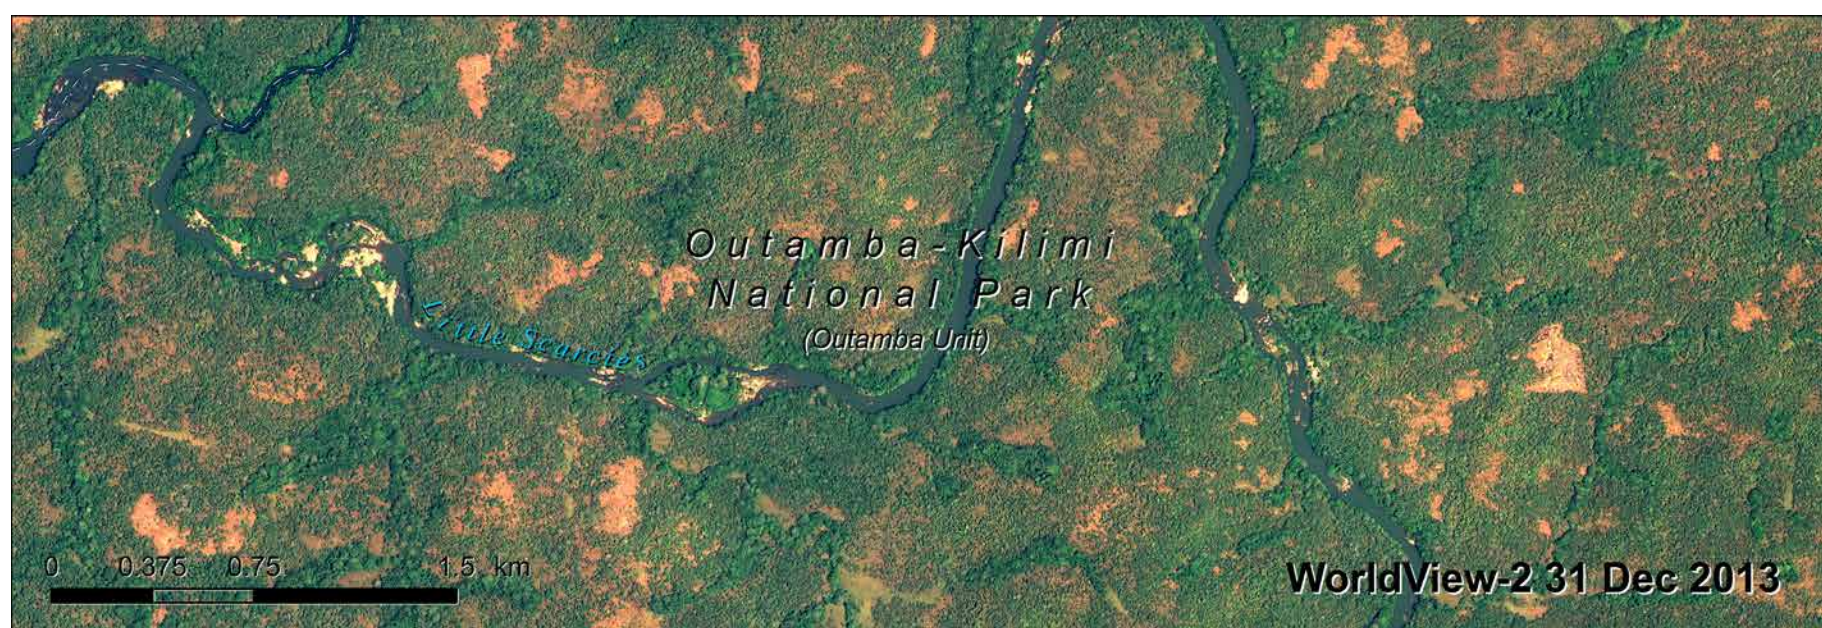 Outamba-Kilimi
National Park
(Outamba Unit)
Little Scarcies
0 0.375 0.75 1.5 km
WorldView-2 31 Dec 2013